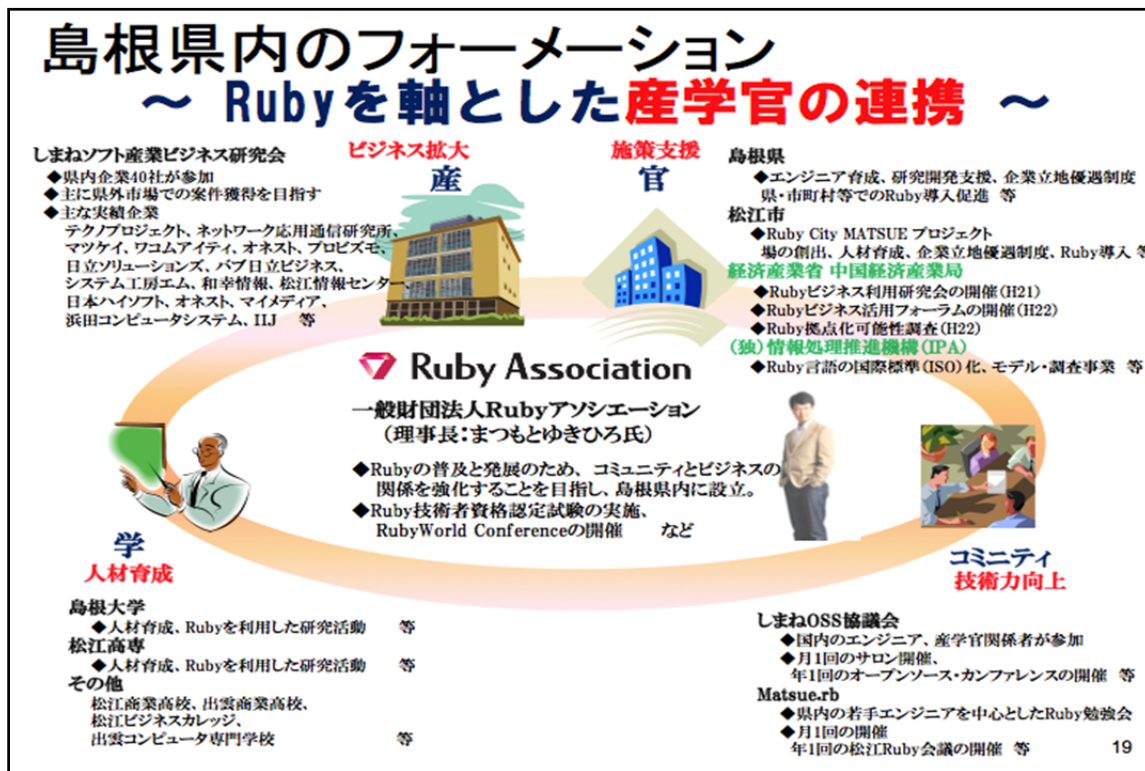 島根県内のフォーメーション
～ Rubyを軸とした産学官の連携 ～
しまねソフト産業ビジネス研究会
◆県内企業40社が参加
◆主に県外市場での案件獲得を目指す
◆主な実績企業
テクノプロジェクト、ネットワーク応用通信研究所、
マツケイ、ワコムアイティ、オネスト、プロビズモ、
日立ソリューションズ、バブ日立ビジネス、
システム工房エム、和幸情報、松江情報センター、
日本ハイソフト、オネスト、マイメディア、
浜田コンピュータシステム、IIJ 等
ビジネス拡大
産
施策支援
官
島根県
◆エンジニア育成、研究開発支援、企業立地優遇制度
県・市町村等でのRuby導入促進 等
松江市
◆Ruby City MATSUE プロジェクト
場の創出、人材育成、企業立地優遇制度、Ruby導入 等
経済産業省 中国経済産業局
◆Rubyビジネス利用研究会の開催(H21)
◆Rubyビジネス活用フォーラムの開催(H22)
◆Ruby拠点化可能性調査(H22)
(独)情報処理推進機構(IPA)
◆Ruby言語の国際標準(ISO)化、モデル・調査事業 等
Ruby Association
一般財団法人Rubyアソシエーション
(理事長：まつもとゆきひろ氏)
◆Rubyの普及と発展のため、コミュニティとビジネスの
関係を強化することを目指し、島根県内に設立。
◆Ruby技術者資格認定試験の実施、
RubyWorld Conferenceの開催 など
学
人材育成
島根大学
◆人材育成、Rubyを利用した研究活動 等
松江高専
◆人材育成、Rubyを利用した研究活動 等
その他
松江商業高校、出雲商業高校、
松江ビジネスカレッジ、
出雲コンピュータ専門学校 等
コミニティ
技術力向上
しまねOSS協議会
◆国内のエンジニア、産学官関係者が参加
◆月1回のサロン開催、
年1回のオープンソース・カンファレンスの開催 等
Matsue.rb
◆県内の若手エンジニアを中心としたRuby勉強会
◆月1回の開催
年1回の松江Ruby会議の開催 等
19